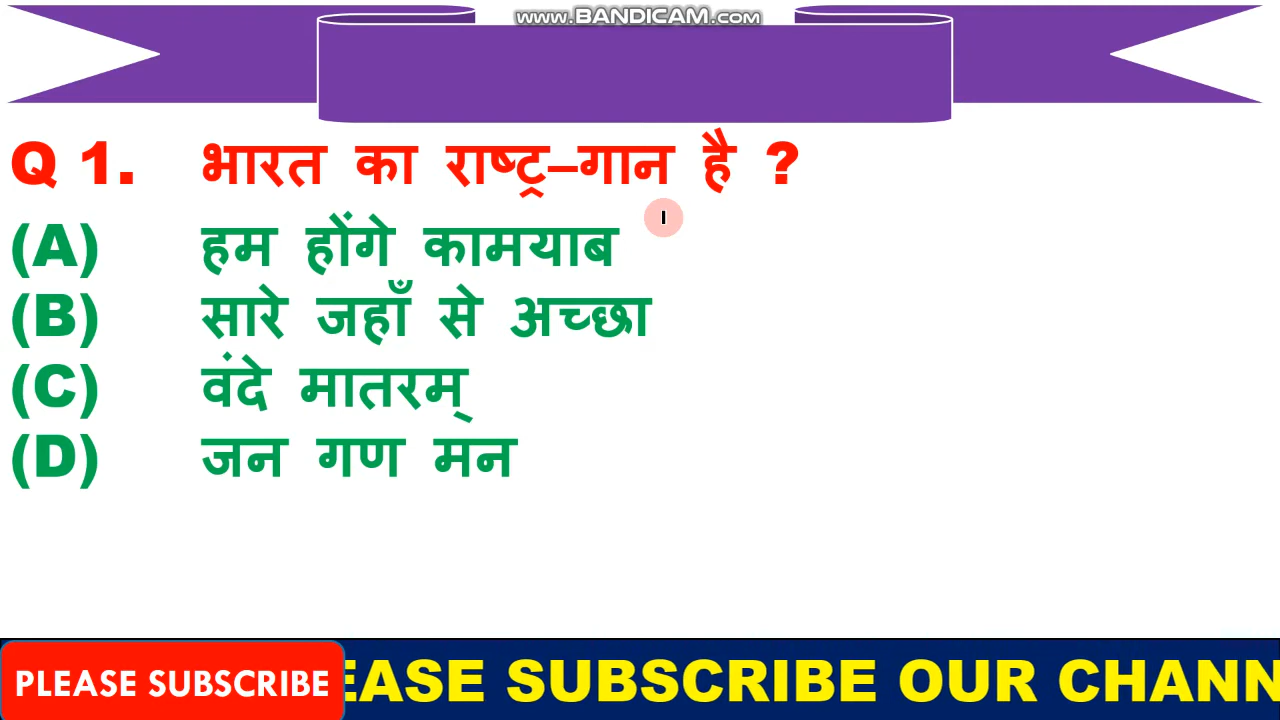 www.BANDICAM.com
Q 1. भारत का राष्ट्र–गान है ?
(A) हम होंगे कामयाब
(B) सारे जहाँ से अच्छा
(C) वंदे मातरम्
(D) जन गण मन
PLEASE SUBSCRIBE EASE SUBSCRIBE OUR CHANN